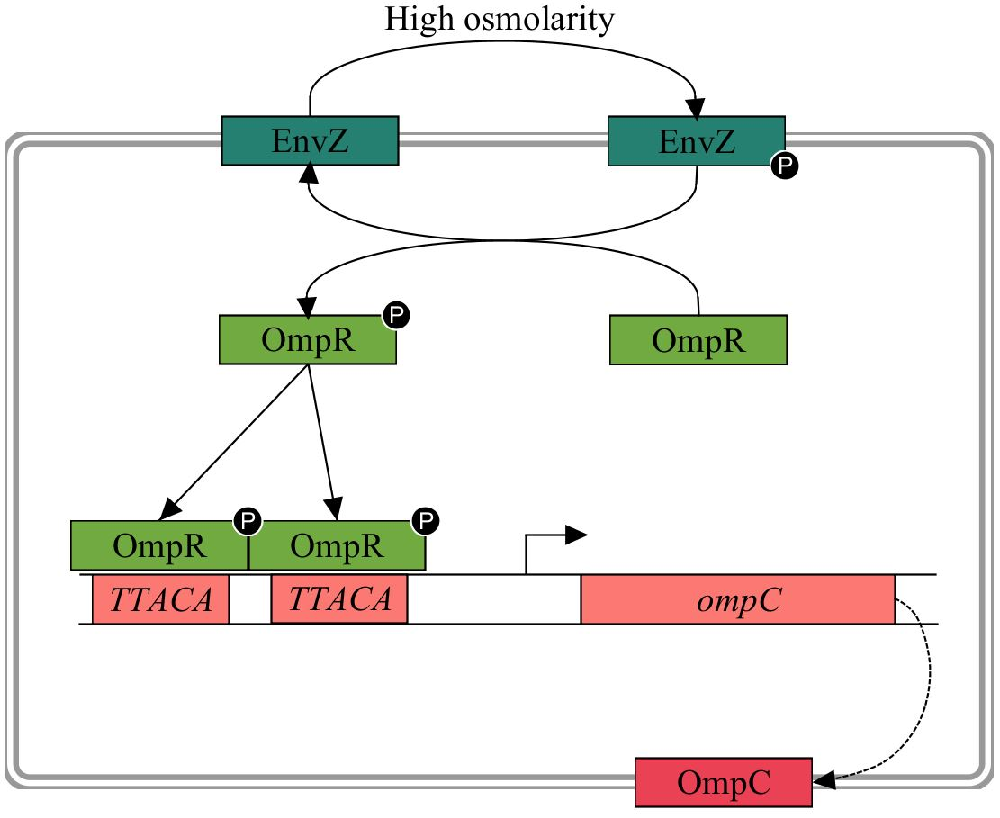 High osmolarity
EnvZ
EnvZ
P
P
OmpR
OmpR
P
P
OmpR
OmpR
TTACA
TTACA
ompC
OmpC